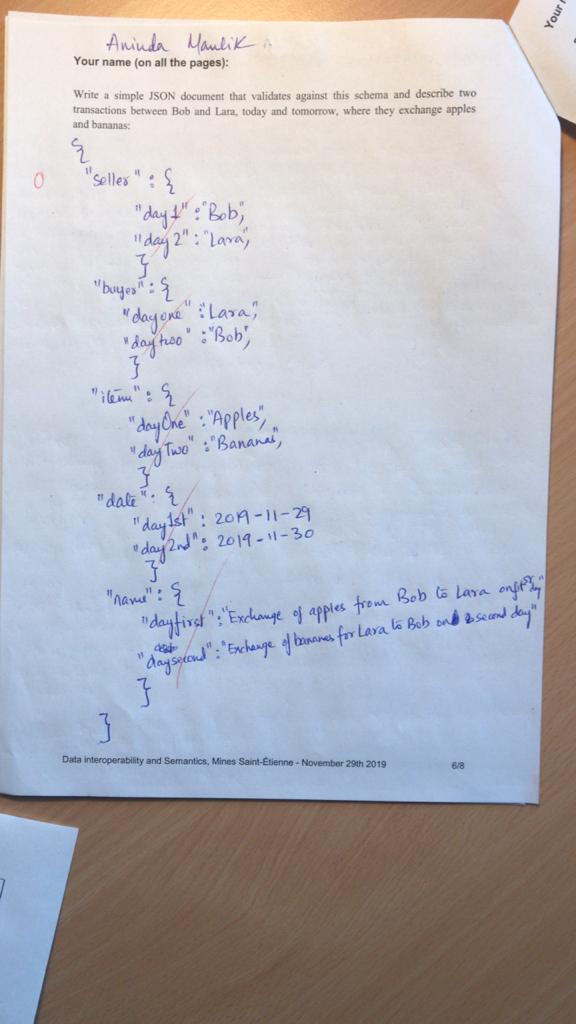 Aninda Maulik
Your name (on all the pages):
Your
Write a simple JSON document that validates against this schema and describe two
transactions between Bob and Lara, today and tomorrow, where they exchange apples
and bananas:
{
0
"seller" : {
"day1" : "Bob",
"day2" : "Lara",
}
"buyer" : {
"dayone" : "Lara",
"daytwo" : "Bob",
}
"item" : {
"dayOne" : "Apples",
"dayTwo" : "Bananas",
}
"date" : {
"day1st" : 2019-11-29
"day2nd" : 2019-11-30
}
"name" : {
"dayfirst" : "Exchange of apples from Bob to Lara on first day"
"daysecond" : "Exchange of bananas for Lara to Bob on second day"
}
}
Data interoperability and Semantics, Mines Saint-Étienne - November 29th 2019 6/8